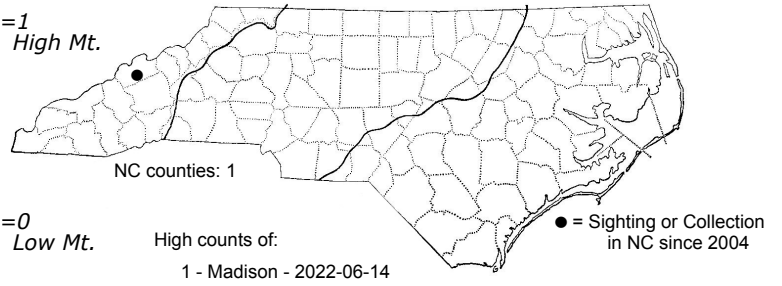 =1
High Mt.
NC counties: 1
=0
Low Mt.
High counts of:
1 - Madison - 2022-06-14
● = Sighting or Collection
in NC since 2004